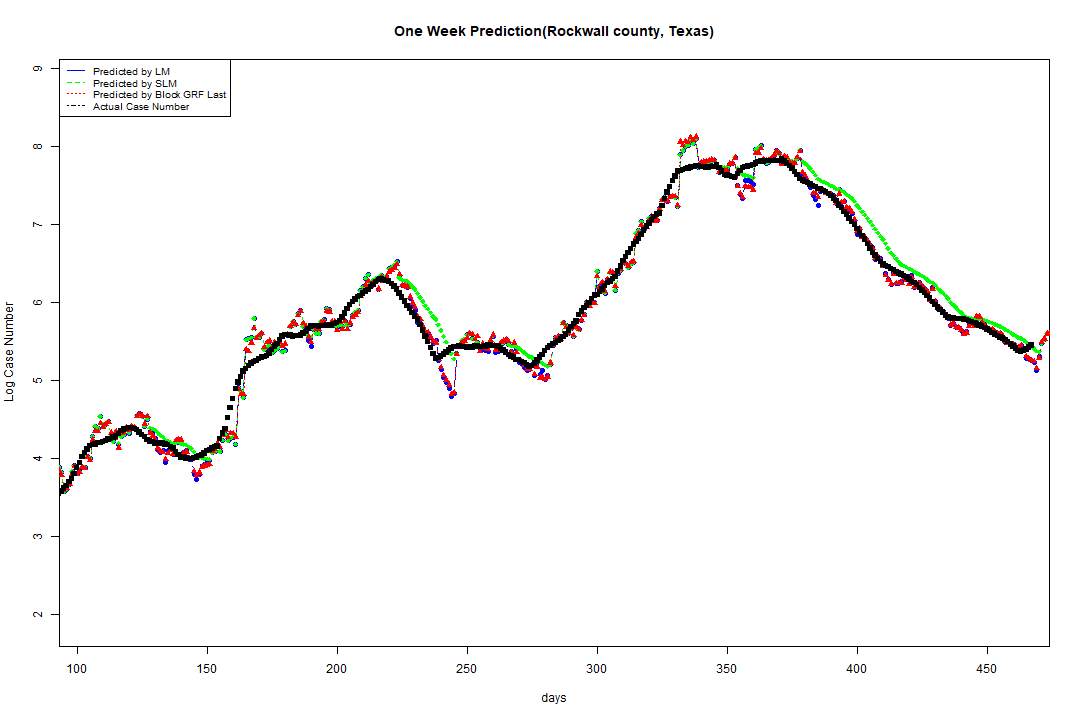 One Week Prediction(Rockwall county, Texas)
Predicted by LM
Predicted by SLM
Predicted by Block GRF Last
Actual Case Number
9
8
7
6
5
4
3
2
Log Case Number
100 150 200 250 300 350 400 450
days